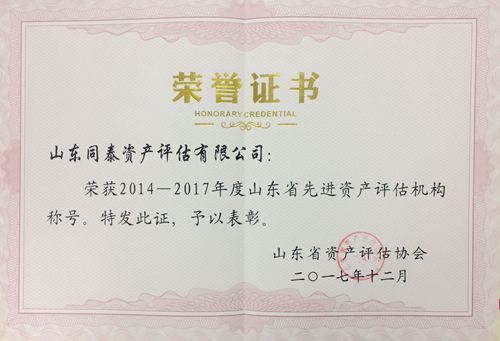 荣誉证书
HONORARY CREDENTIAL
山东同泰资产评估有限公司：
荣获2014—2017年度山东省先进资产评估机构
称号。特发此证，予以表彰。
山东省资产评估协会
二〇一七年十二月